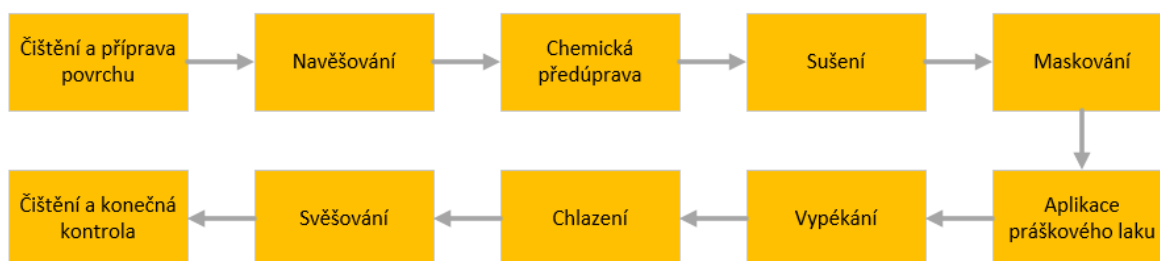 Čištění a příprava
povrchu
Navěšování
Chemická
předúprava
Sušení
Maskování
Aplikace
práškového laku
Vypékání
Chlazení
Svěšování
Čištění a konečná
kontrola